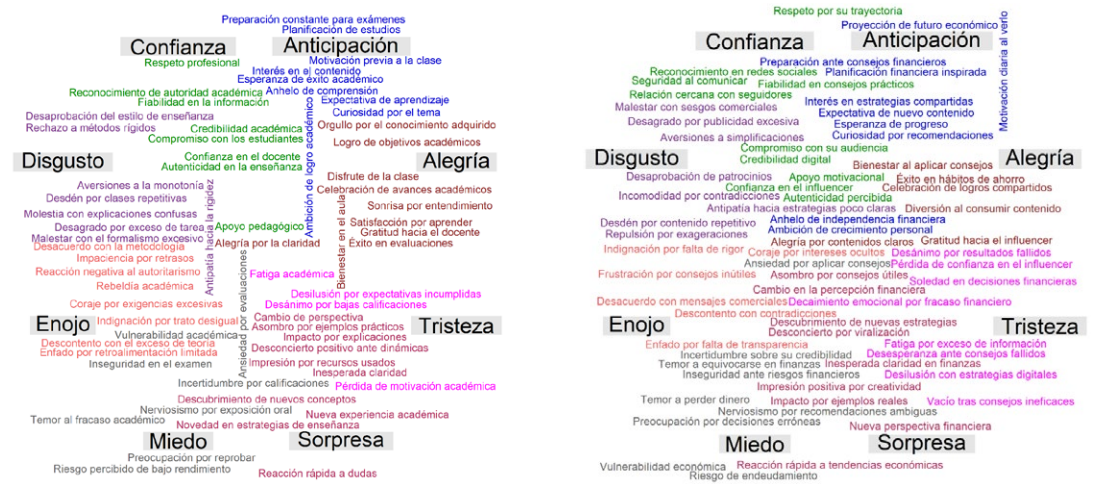 Preparación constante para exámenes
Planificación de estudios
Confianza
Anticipación
Respeto profesional
Motivación previa a la clase
Interés en el contenido
Esperanza de éxito académico
Reconocimiento de autoridad académica
Anhelo de comprensión
Fiabilidad en la información
Expectativa de aprendizaje
Desaprobación del estilo de enseñanza
Curiosidad por el tema
Rechazo a métodos rígidos
Credibilidad académica
Orgullo por el conocimiento adquirido
Compromiso con los estudiantes
Ambición de logro académico
Logro de objetivos académicos
Disgusto
Confianza en el docente
Alegría
Autenticidad en la enseñanza
Disfrute de la clase
Aversiones a la monotonía
Celebración de avances académicos
Desdén por clases repetitivas
Antipatía hacia la rigidez
Sonrisa por entendimiento
Molestia con explicaciones confusas
Bienestar en el aula
Desagrado por exceso de tarea
Apoyo pedagógico
Satisfacción por aprender
Gratitud hacia el docente
Malestar con el formalismo excesivo
Alegría por la claridad
Éxito en evaluaciones
Desacuerdo con la metodología
Impaciencia por retrasos
Ansiedad por evaluaciones
Reacción negativa al autoritarismo
Fatiga académica
Rebeldía académica
Desilusión por expectativas incumplidas
Coraje por exigencias excesivas
Desánimo por bajas calificaciones
Enojo
Indignación por trato desigual
Cambio de perspectiva
Tristeza
Asombro por ejemplos prácticos
Vulnerabilidad académica
Impacto por explicaciones
Descontento con el exceso de teoría
Desconcierto positivo ante dinámicas
Enfado por retroalimentación limitada
Inseguridad en el examen
Impresión por recursos usados
Inesperada claridad
Incertidumbre por calificaciones
Pérdida de motivación académica
Descubrimiento de nuevos conceptos
Nerviosismo por exposición oral
Temor al fracaso académico
Nueva experiencia académica
Novedad en estrategias de enseñanza
Miedo
Sorpresa
Preocupación por reprobar
Riesgo percibido de bajo rendimiento
Reacción rápida a dudas
Respeto por su trayectoria
Proyección de futuro económico
Motivación diaria al verlo
Confianza
Anticipación
Preparación ante consejos financieros
Reconocimiento en redes sociales
Planificación financiera inspirada
Seguridad al comunicar
Fiabilidad en consejos prácticos
Relación cercana con seguidores
Malestar con sesgos comerciales
Interés en estrategias compartidas
Expectativa de nuevo contenido
Desagrado por publicidad excesiva
Esperanza de progreso
Aversiones a simplificaciones
Curiosidad por recomendaciones
Compromiso con su audiencia
Disgusto
Credibilidad digital
Alegría
Bienestar al aplicar consejos
Desaprobación de patrocinios
Apoyo motivacional
Éxito en hábitos de ahorro
Confianza en el influencer
Celebración de logros compartidos
Incomodidad por contradicciones
Autenticidad percibida
Antipatía hacia estrategias poco claras
Diversión al consumir contenido
Desdén por contenido repetitivo
Anhelo de independencia financiera
Repulsión por exageraciones
Ambición de crecimiento personal
Alegría por contenidos claros
Gratitud hacia el influencer
Indignación por falta de rigor
Coraje por intereses ocultos
Desánimo por resultados fallidos
Ansiedad por aplicar consejos
Pérdida de confianza en el influencer
Frustración por consejos inútiles
Asombro por consejos útiles
Soledad en decisiones financieras
Cambio en la percepción financiera
Desacuerdo con mensajes comerciales
Decaimiento emocional por fracaso financiero
Descontento con contradicciones
Enojo
Descubrimiento de nuevas estrategias
Tristeza
Desconcierto por viralización
Enfado por falta de transparencia
Fatiga por exceso de información
Incertidumbre sobre su credibilidad
Desesperanza ante consejos fallidos
Temor a equivocarse en finanzas
Inesperada claridad en finanzas
Inseguridad ante riesgos financieros
Desilusión con estrategias digitales
Impresión positiva por creatividad
Temor a perder dinero
Impacto por ejemplos reales
Vacío tras consejos ineficaces
Nerviosismo por recomendaciones ambiguas
Preocupación por decisiones erróneas
Nueva perspectiva financiera
Miedo
Sorpresa
Vulnerabilidad económica
Reacción rápida a tendencias económicas
Riesgo de endeudamiento